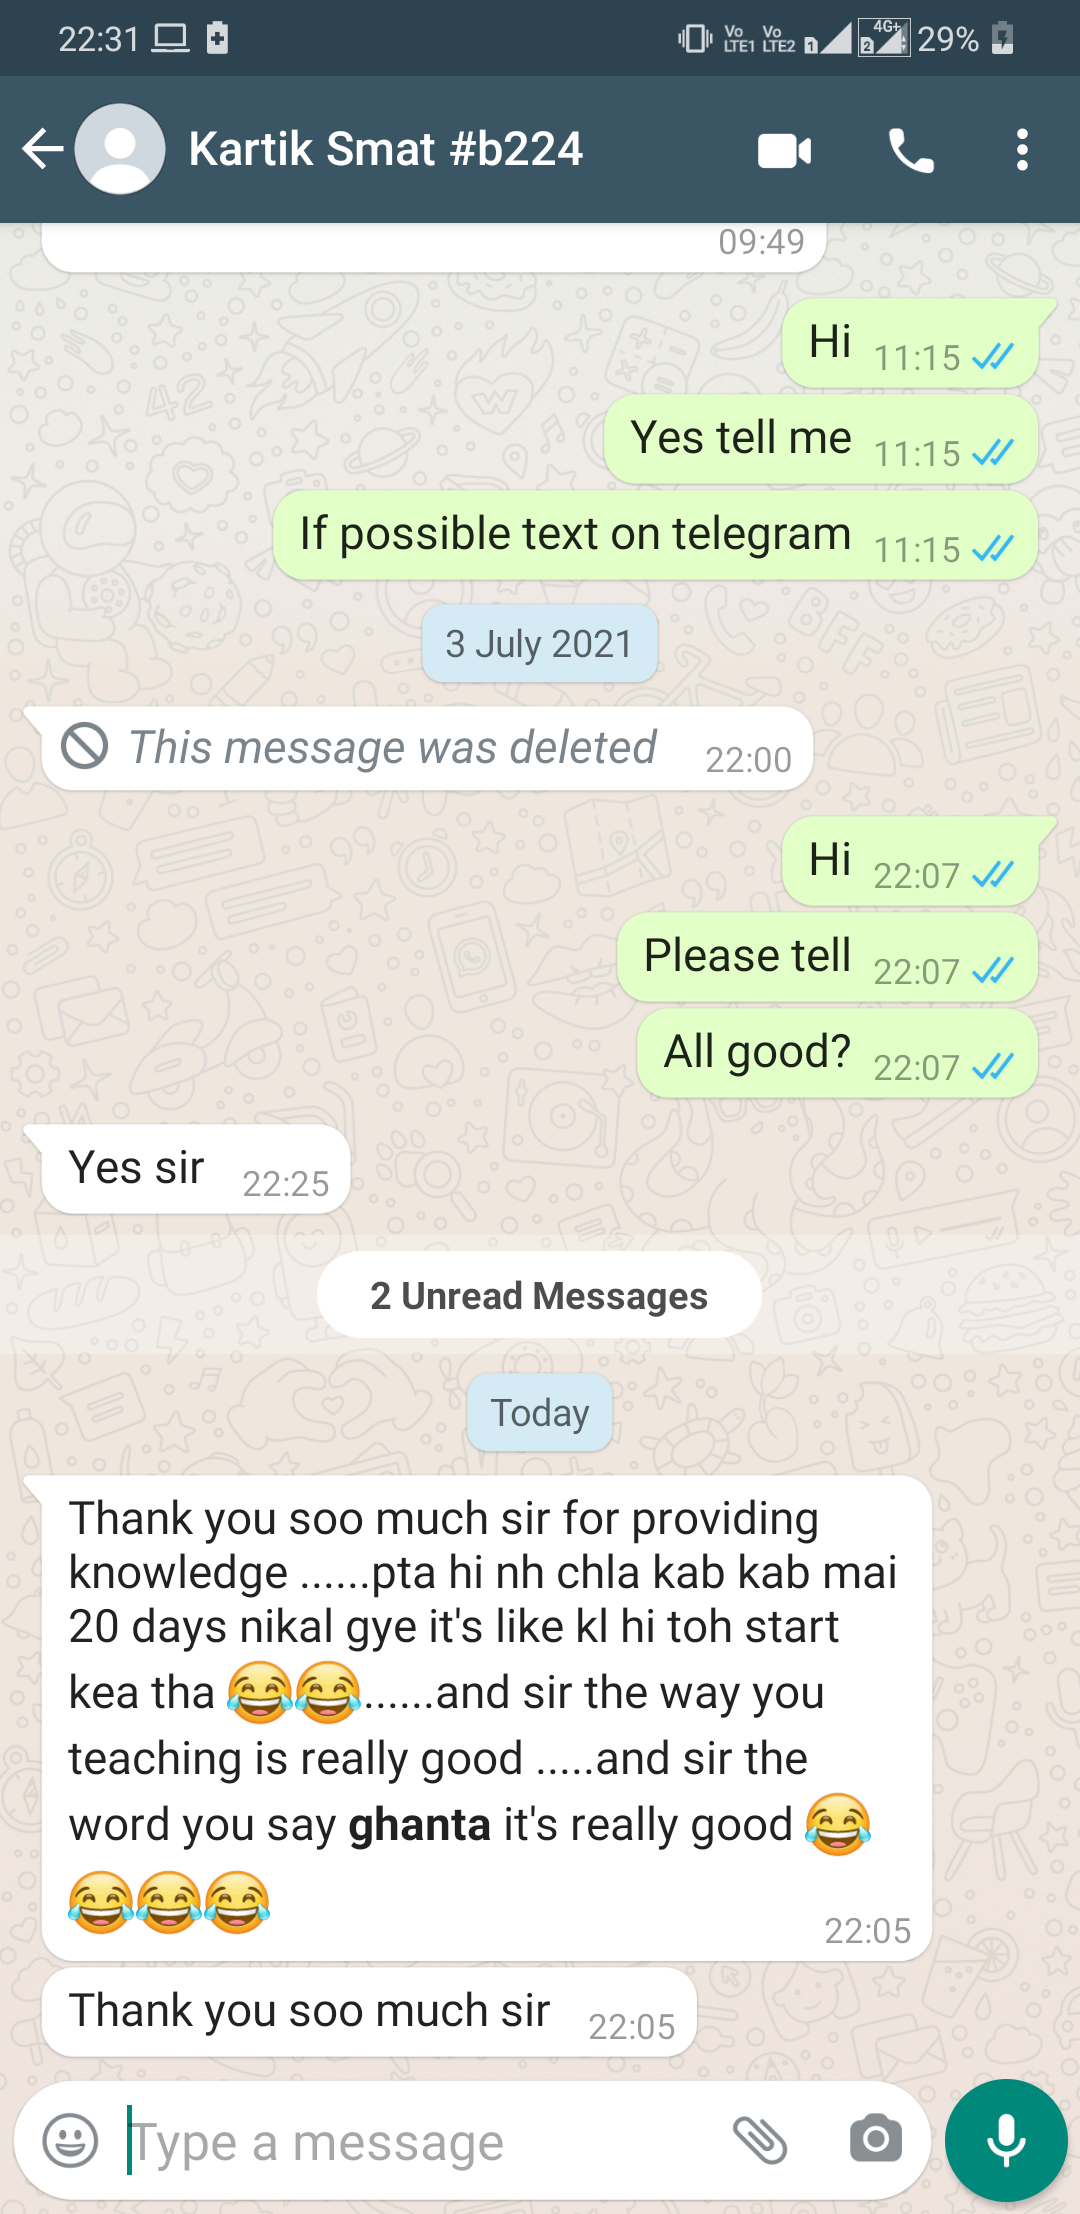 22:31
Vo LTE1 Vo LTE2 1 4G+ 2 29%
Kartik Smat #b224
09:49
Hi 11:15
Yes tell me 11:15
If possible text on telegram 11:15
3 July 2021
This message was deleted 22:00
Hi 22:07
Please tell 22:07
All good? 22:07
Yes sir 22:25
2 Unread Messages
Today
Thank you soo much sir for providing
knowledge ......pta hi nh chla kab kab mai
20 days nikal gye it's like kl hi toh start
kea tha 😂😂......and sir the way you
teaching is really good .....and sir the
word you say ghanta it's really good 😂
😂😂😂
22:05
Thank you soo much sir 22:05
Type a message